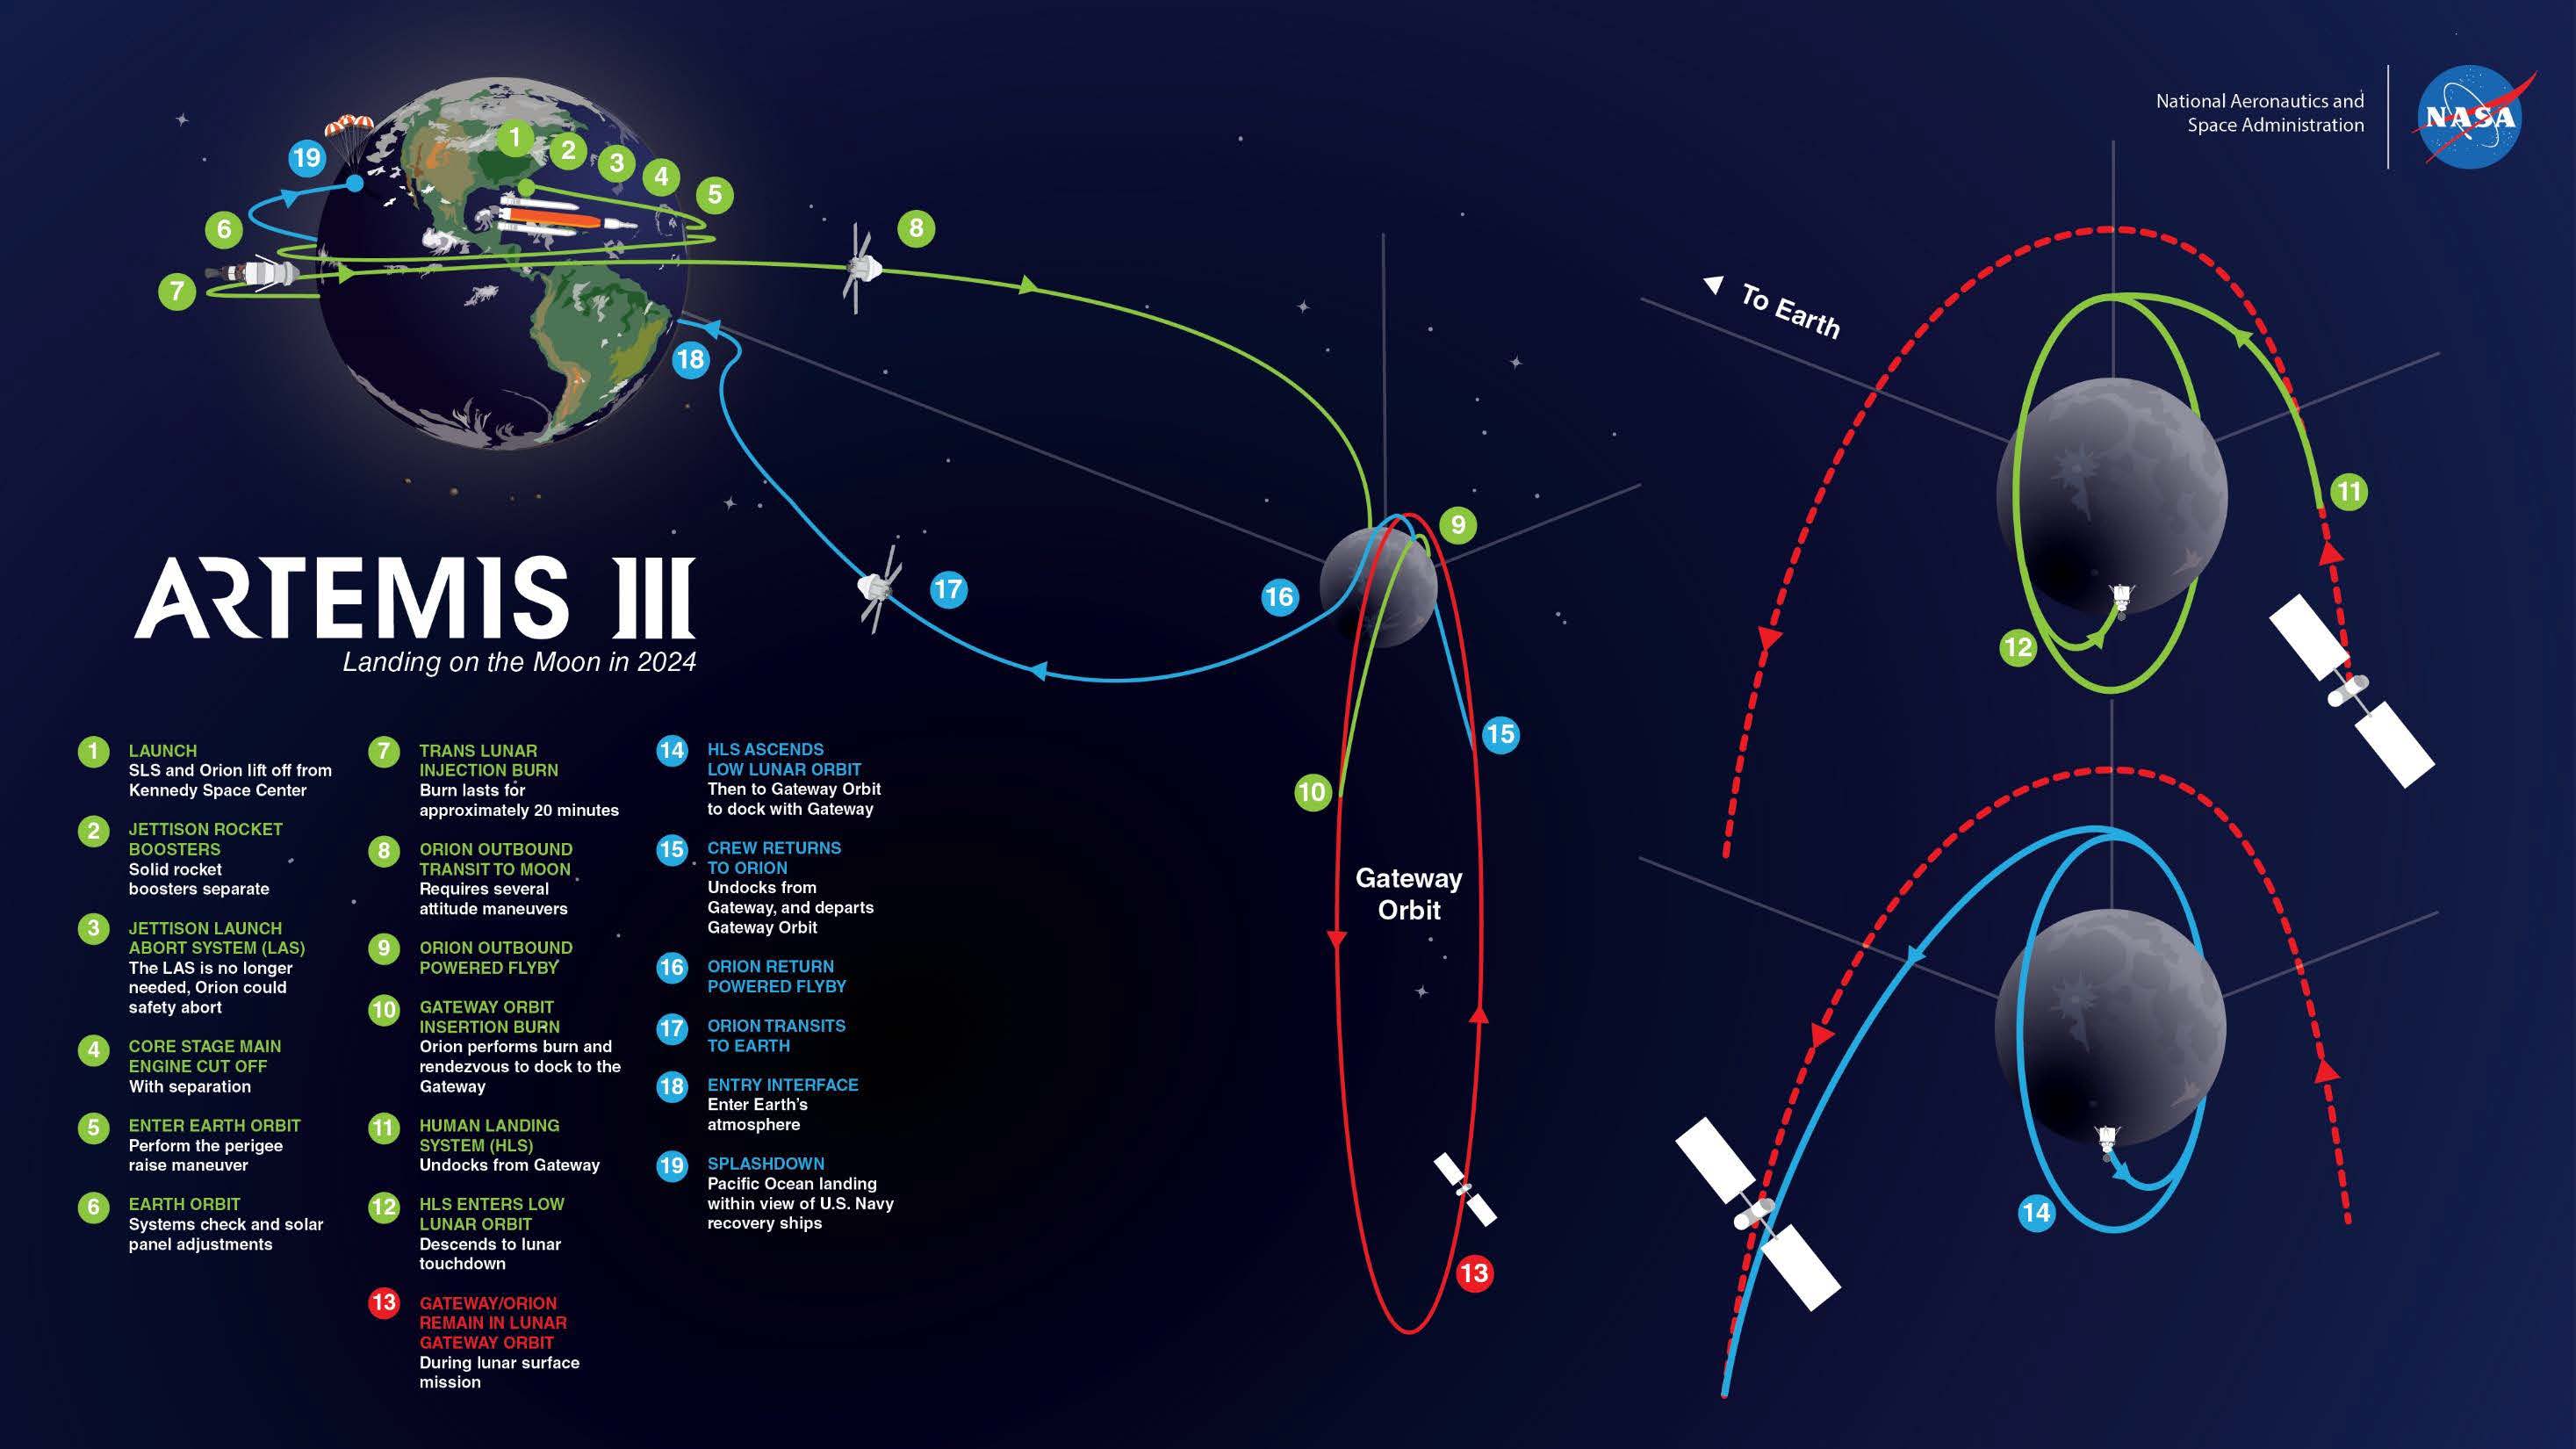 National Aeronautics and
Space Administration
NASA
1
2
3
4
5
6
7
8
19
18
To Earth
9
10
11
12
13
14
15
16
17
Gateway
Orbit
ARTEMIS III
Landing on the Moon in 2024
1 LAUNCH
SLS and Orion lift off from
Kennedy Space Center
2 JETTISON ROCKET
BOOSTERS
Solid rocket
boosters separate
3 JETTISON LAUNCH
ABORT SYSTEM (LAS)
The LAS is no longer
needed, Orion could
safety abort
4 CORE STAGE MAIN
ENGINE CUT OFF
With separation
5 ENTER EARTH ORBIT
Perform the perigee
raise maneuver
6 EARTH ORBIT
Systems check and solar
panel adjustments
7 TRANS LUNAR
INJECTION BURN
Burn lasts for
approximately 20 minutes
8 ORION OUTBOUND
TRANSIT TO MOON
Requires several
attitude maneuvers
9 ORION OUTBOUND
POWERED FLYBY
10 GATEWAY ORBIT
INSERTION BURN
Orion performs burn and
rendezvous to dock to the
Gateway
11 HUMAN LANDING
SYSTEM (HLS)
Undocks from Gateway
12 HLS ENTERS LOW
LUNAR ORBIT
Descends to lunar
touchdown
13 GATEWAY/ORION
REMAIN IN LUNAR
GATEWAY ORBIT
During lunar surface
mission
14 HLS ASCENDS
LOW LUNAR ORBIT
Then to Gateway Orbit
to dock with Gateway
15 CREW RETURNS
TO ORION
Undocks from
Gateway, and departs
Gateway Orbit
16 ORION RETURN
POWERED FLYBY
17 ORION TRANSITS
TO EARTH
18 ENTRY INTERFACE
Enter Earth's
atmosphere
19 SPLASHDOWN
Pacific Ocean landing
within view of U.S. Navy
recovery ships